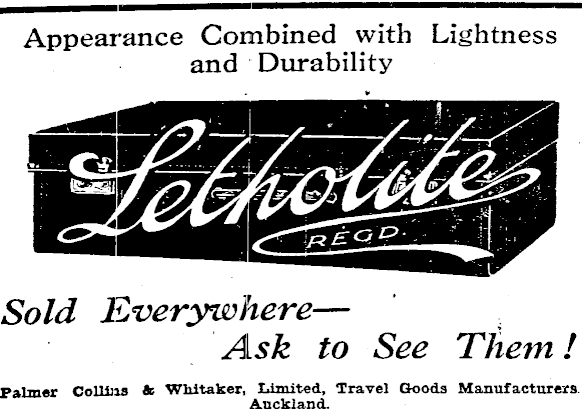 Appearance Combined with Lightness
and Durability
Letholite
REGD.
Sold Everywhere—
Ask to See Them!
Palmer Collins & Whitaker, Limited, Travel Goods Manufacturers.
Auckland.